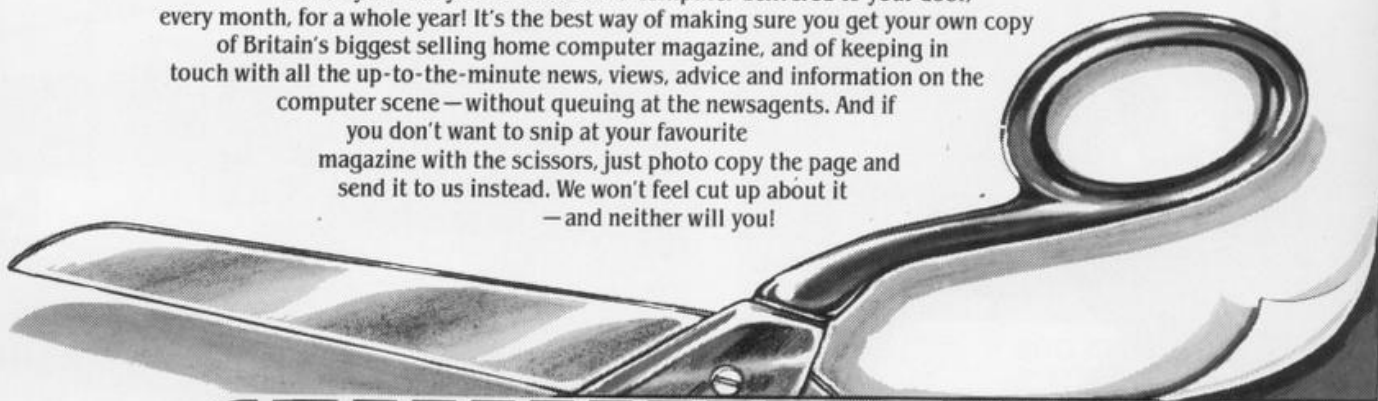 every month, for a whole year! It's the best way of making sure you get your own copy
of Britain's biggest selling home computer magazine, and of keeping in
touch with all the up-to-the-minute news, views, advice and information on the
computer scene — without queuing at the newsagents. And if
you don't want to snip at your favourite
magazine with the scissors, just photo copy the page and
send it to us instead. We won't feel cut up about it
— and neither will you!